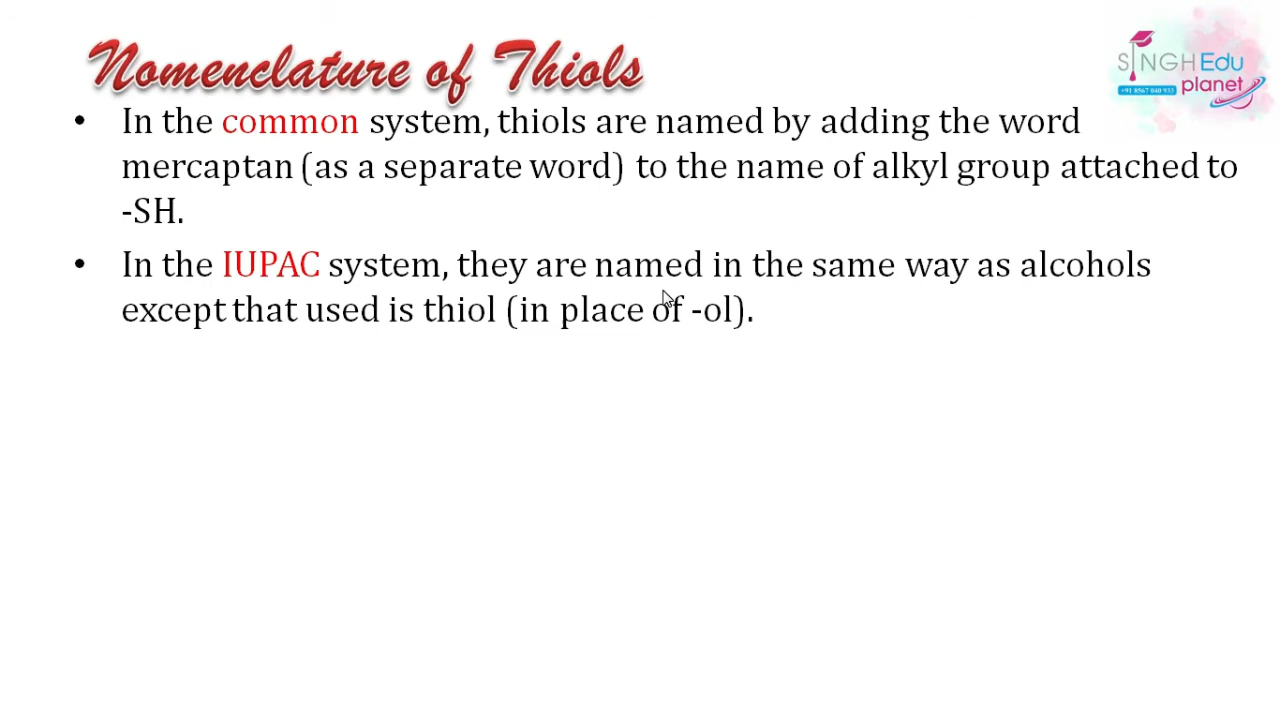 Nomenclature of Thiols
SINGH Edu
planet
+91 8567 840 933
• In the common system, thiols are named by adding the word
mercaptan (as a separate word) to the name of alkyl group attached to
-SH.
• In the IUPAC system, they are named in the same way as alcohols
except that used is thiol (in place of -ol).